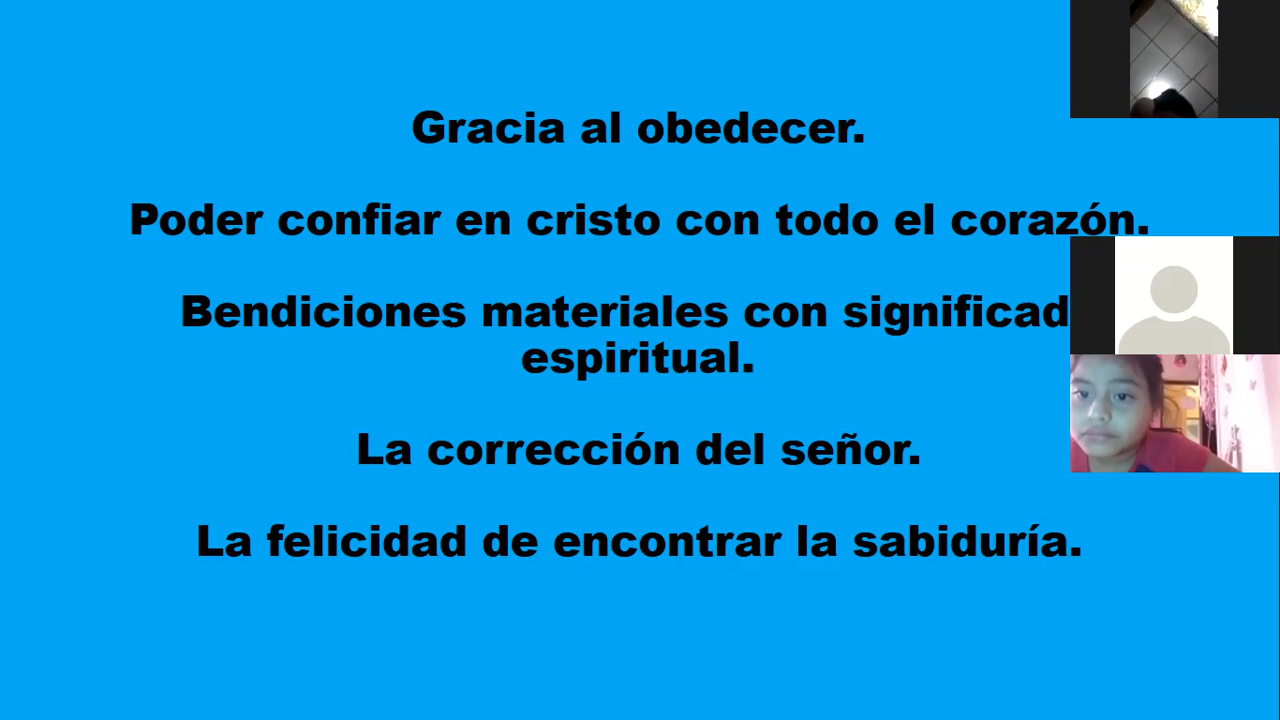 Gracia al obedecer.
Poder confiar en cristo con todo el corazón.
Bendiciones materiales con significad
espiritual.
La corrección del señor.
La felicidad de encontrar la sabiduría.